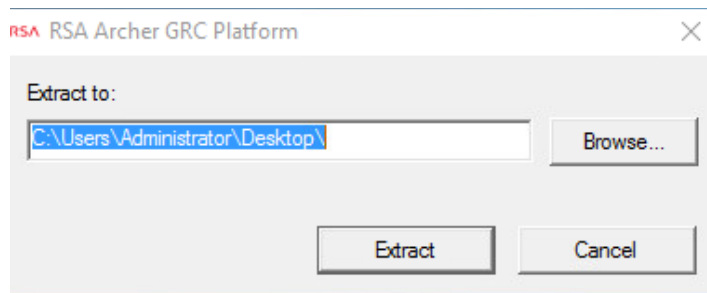 RSA RSA Archer GRC Platform
Extract to:
C:\Users\Administrator\Desktop\
Browse...
Extract
Cancel